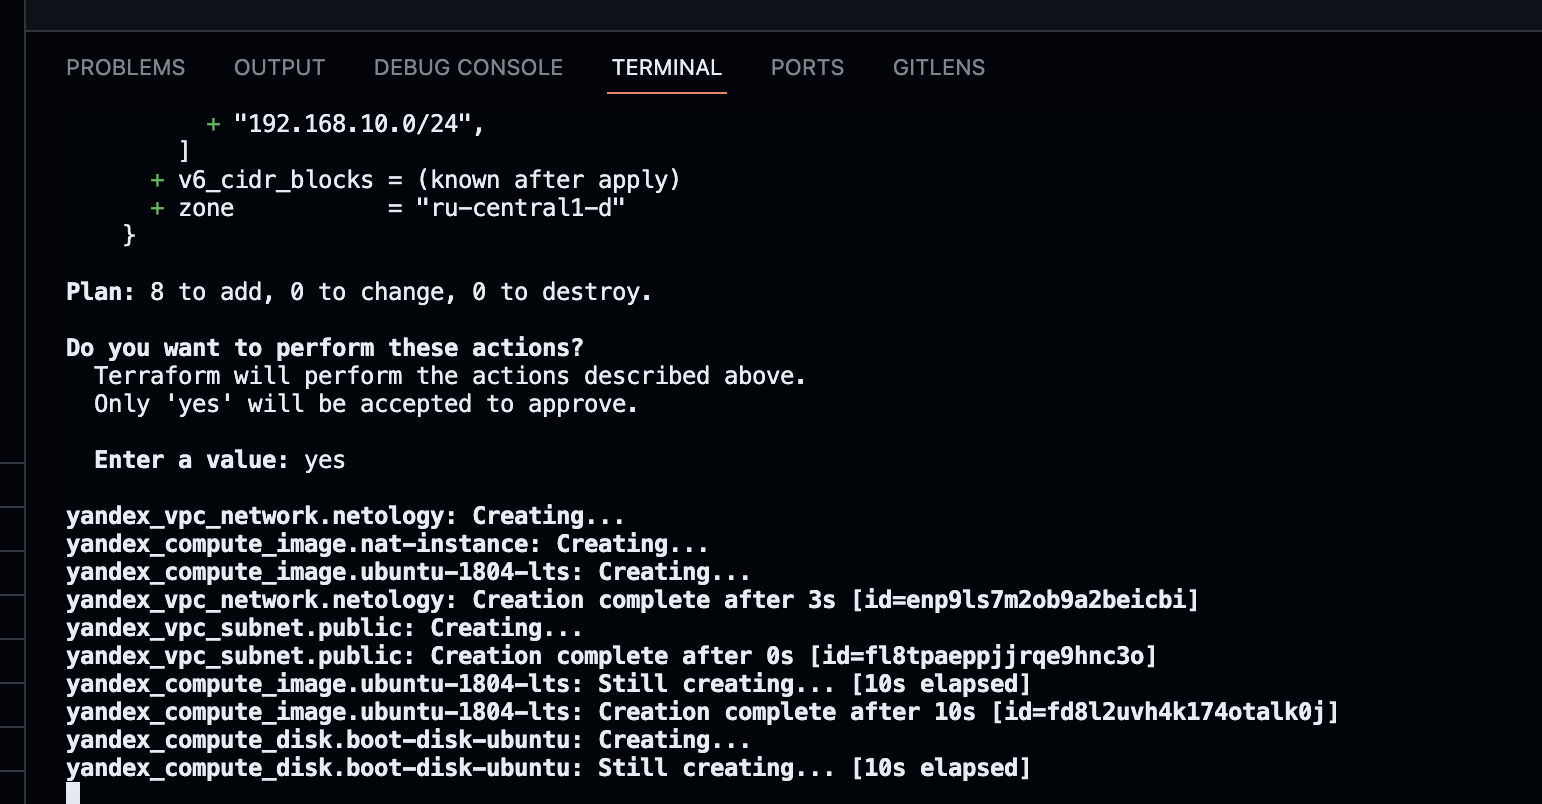 PROBLEMS OUTPUT DEBUG CONSOLE TERMINAL PORTS GITLENS
+ "192.168.10.0/24",
]
+ v6_cidr_blocks = (known after apply)
+ zone = "ru-central1-d"
}
Plan: 8 to add, 0 to change, 0 to destroy.
Do you want to perform these actions?
Terraform will perform the actions described above.
Only 'yes' will be accepted to approve.
Enter a value: yes
yandex_vpc_network.netology: Creating...
yandex_compute_image.nat-instance: Creating...
yandex_compute_image.ubuntu-1804-lts: Creating...
yandex_vpc_network.netology: Creation complete after 3s [id=enp9ls7m2ob9a2beicbi]
yandex_vpc_subnet.public: Creating...
yandex_vpc_subnet.public: Creation complete after 0s [id=fl8tpaeppjjrqe9hnc3o]
yandex_compute_image.ubuntu-1804-lts: Still creating... [10s elapsed]
yandex_compute_image.ubuntu-1804-lts: Creation complete after 10s [id=fd8l2uvh4k174otalk0j]
yandex_compute_disk.boot-disk-ubuntu: Creating...
yandex_compute_disk.boot-disk-ubuntu: Still creating... [10s elapsed]